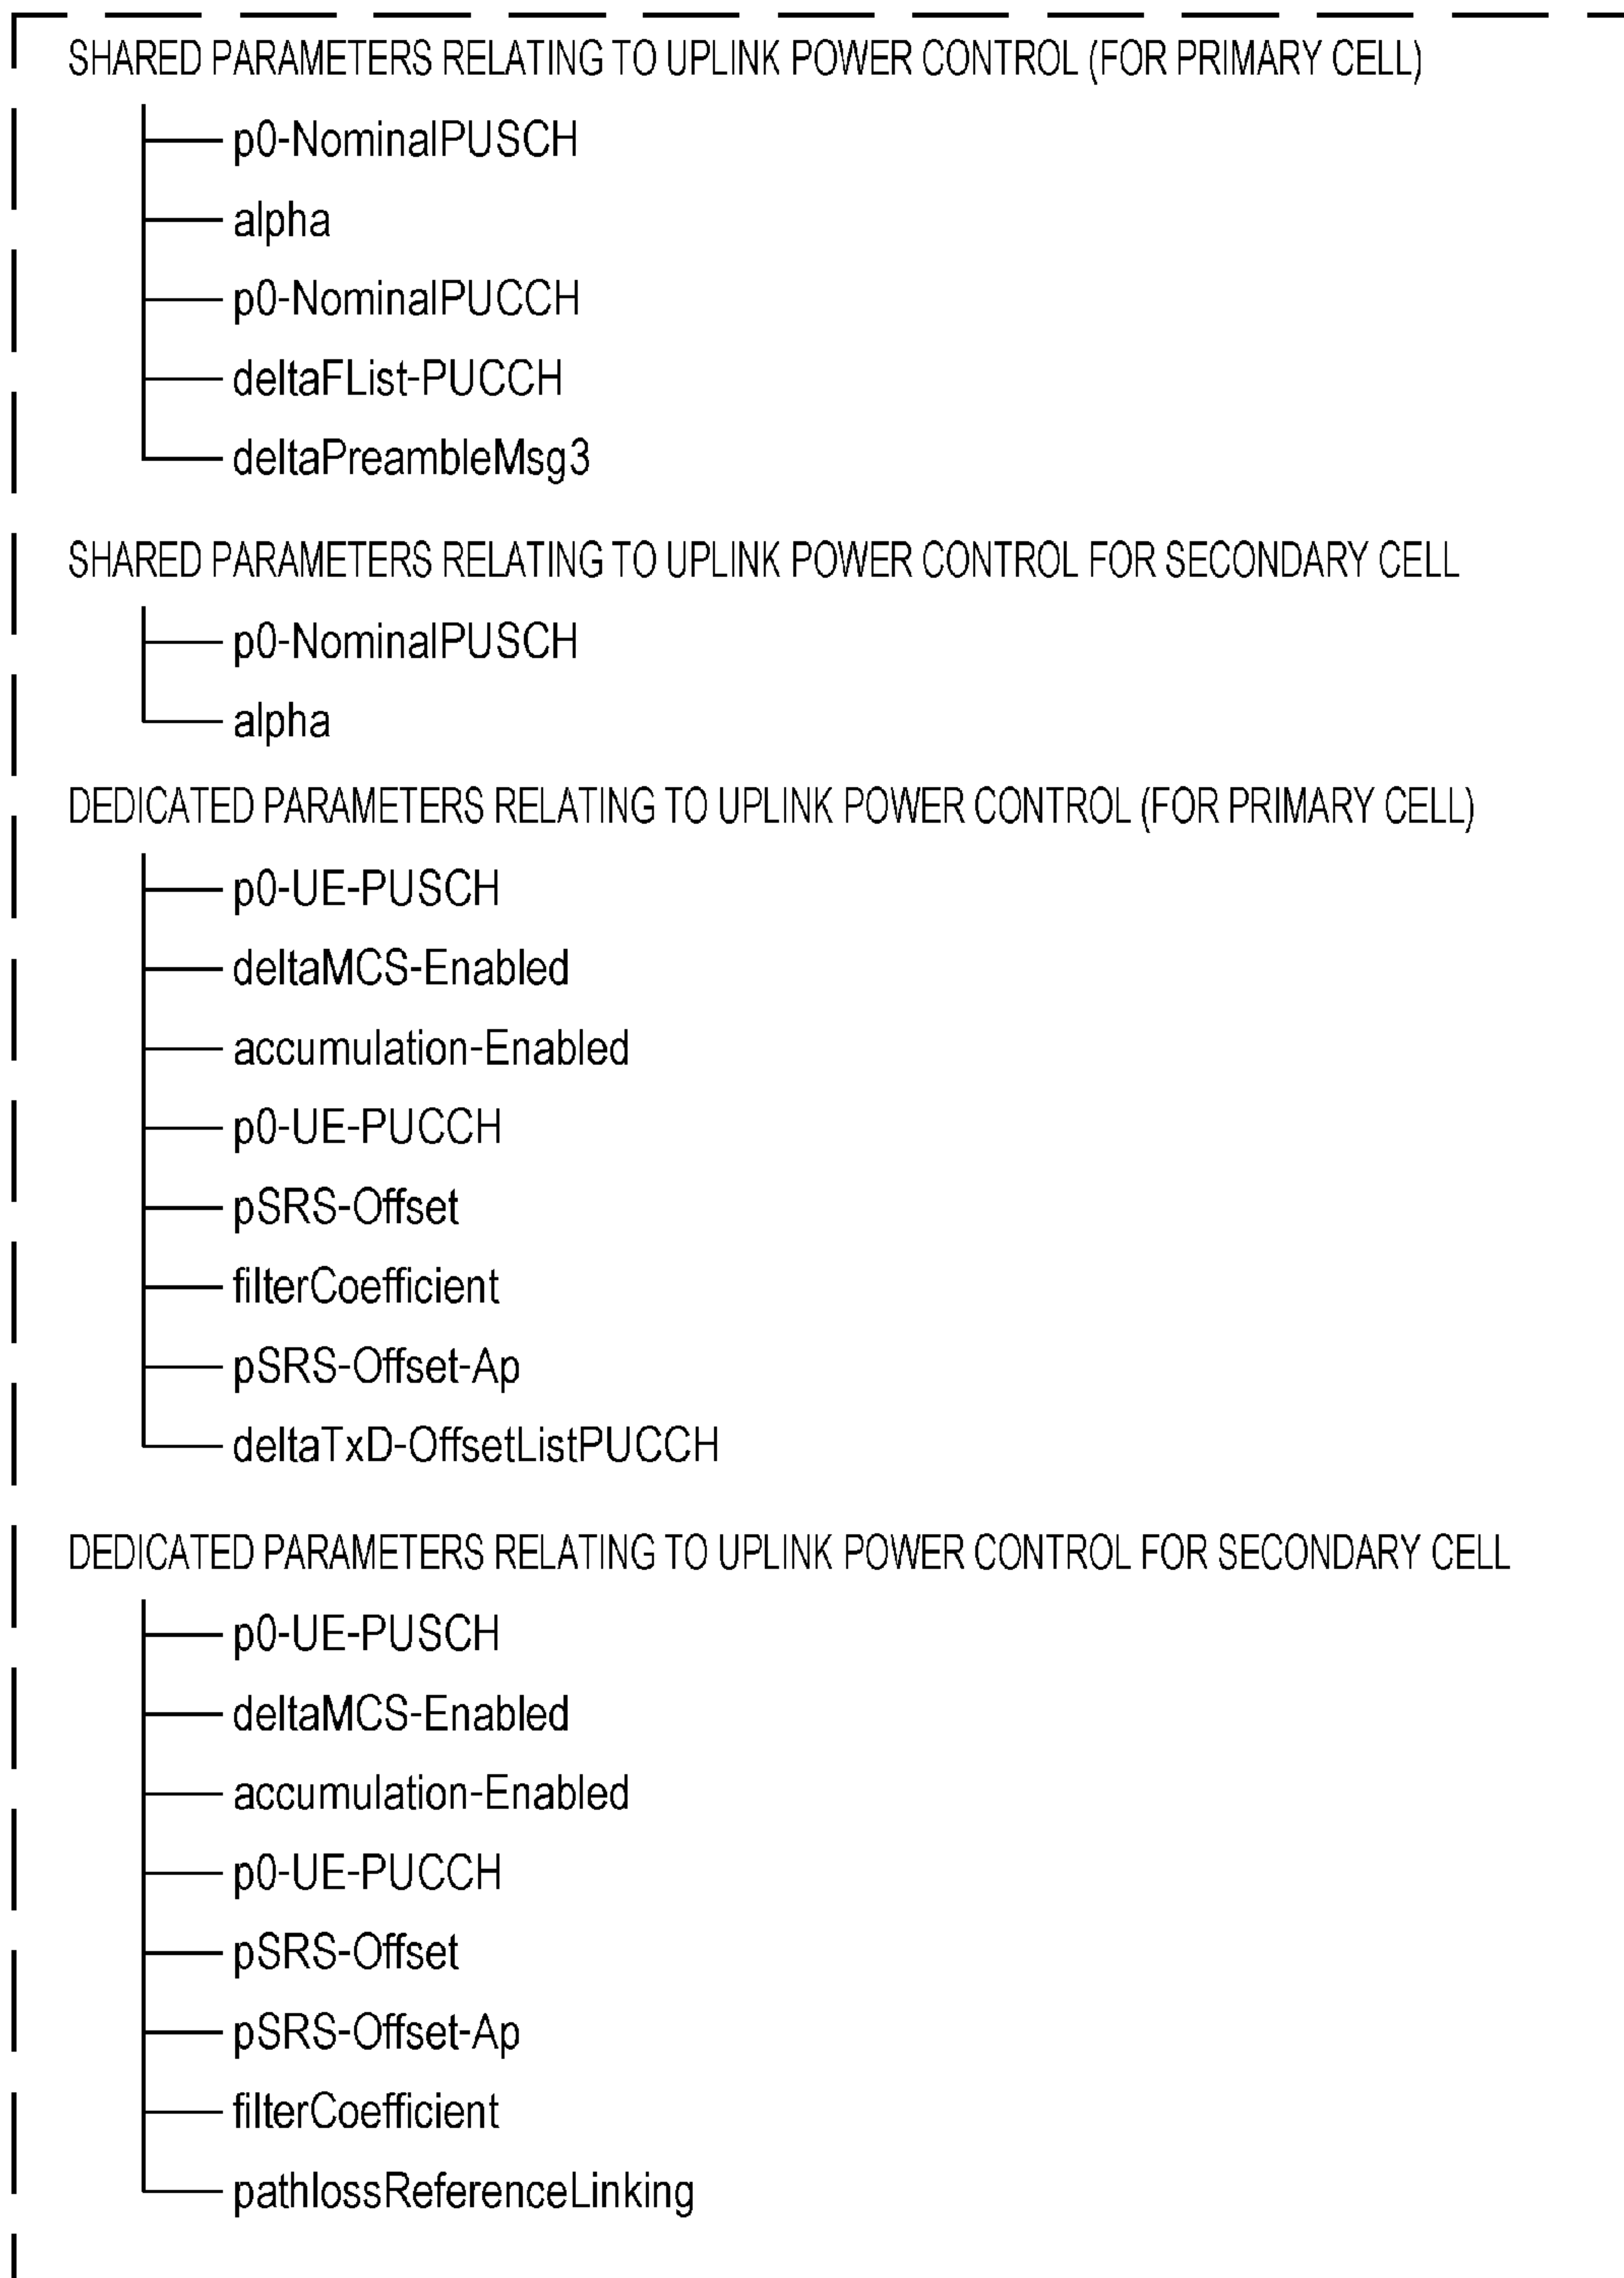 SHARED PARAMETERS RELATING TO UPLINK POWER CONTROL (FOR PRIMARY CELL)
p0-NominalPUSCH
alpha
p0-NominalPUCCH
deltaFList-PUCCH
deltaPreambleMsg3
SHARED PARAMETERS RELATING TO UPLINK POWER CONTROL FOR SECONDARY CELL
p0-NominalPUSCH
alpha
DEDICATED PARAMETERS RELATING TO UPLINK POWER CONTROL (FOR PRIMARY CELL)
p0-UE-PUSCH
deltaMCS-Enabled
accumulation-Enabled
p0-UE-PUCCH
pSRS-Offset
filterCoefficient
pSRS-Offset-Ap
deltaTxD-OffsetListPUCCH
DEDICATED PARAMETERS RELATING TO UPLINK POWER CONTROL FOR SECONDARY CELL
p0-UE-PUSCH
deltaMCS-Enabled
accumulation-Enabled
p0-UE-PUCCH
pSRS-Offset
pSRS-Offset-Ap
filterCoefficient
pathlossReferenceLinking